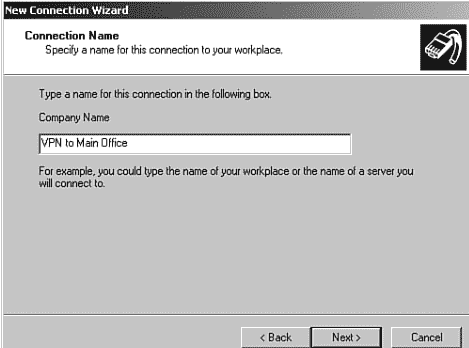 New Connection Wizard
Connection Name
Specify a name for this connection to your workplace.
Type a name for this connection in the following box.
Company Name
VPN to Main Office
For example, you could type the name of your workplace or the name of a server you
will connect to.
< Back
Next >
Cancel